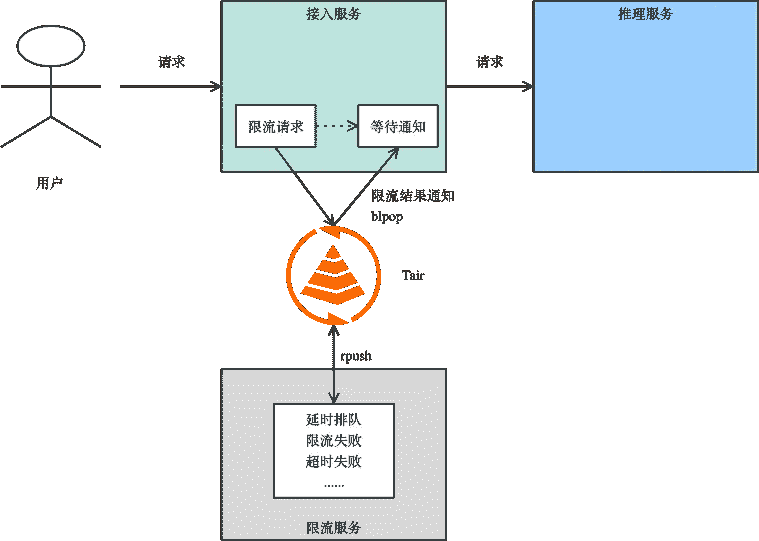 接入服务
推理服务
请求
请求
限流请求
等待通知
用户
限流结果通知
blpop
Tair
rpush
延时排队
限流失败
超时失败
......
限流服务